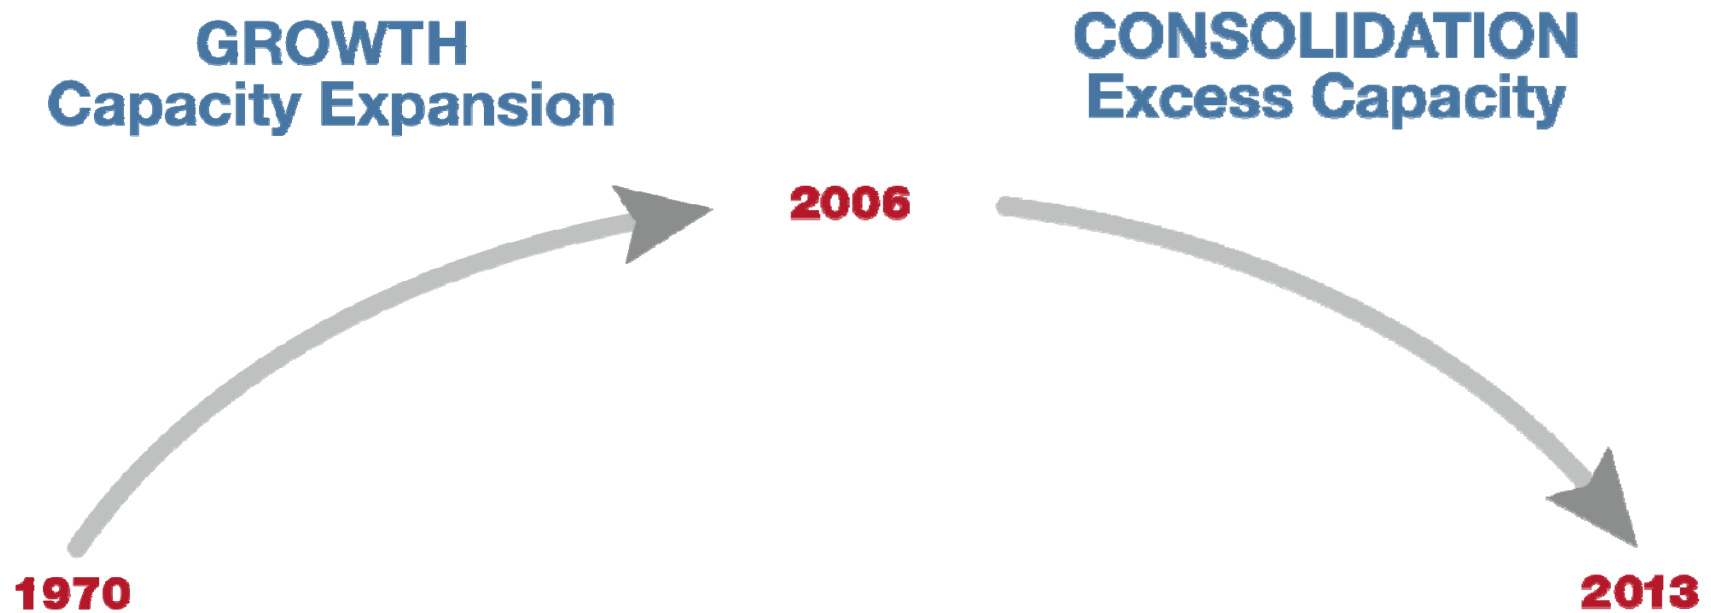 GROWTH
Capacity Expansion
CONSOLIDATION
Excess Capacity
2006
1970
2013